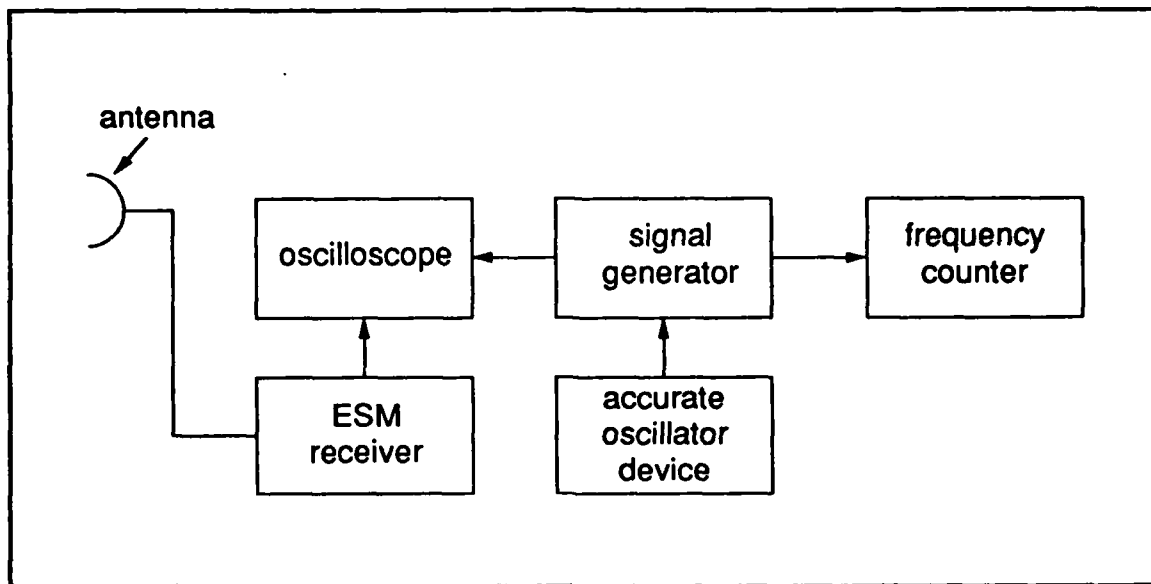 antenna
oscilloscope
signal
generator
frequency
counter
ESM
receiver
accurate
oscillator
device